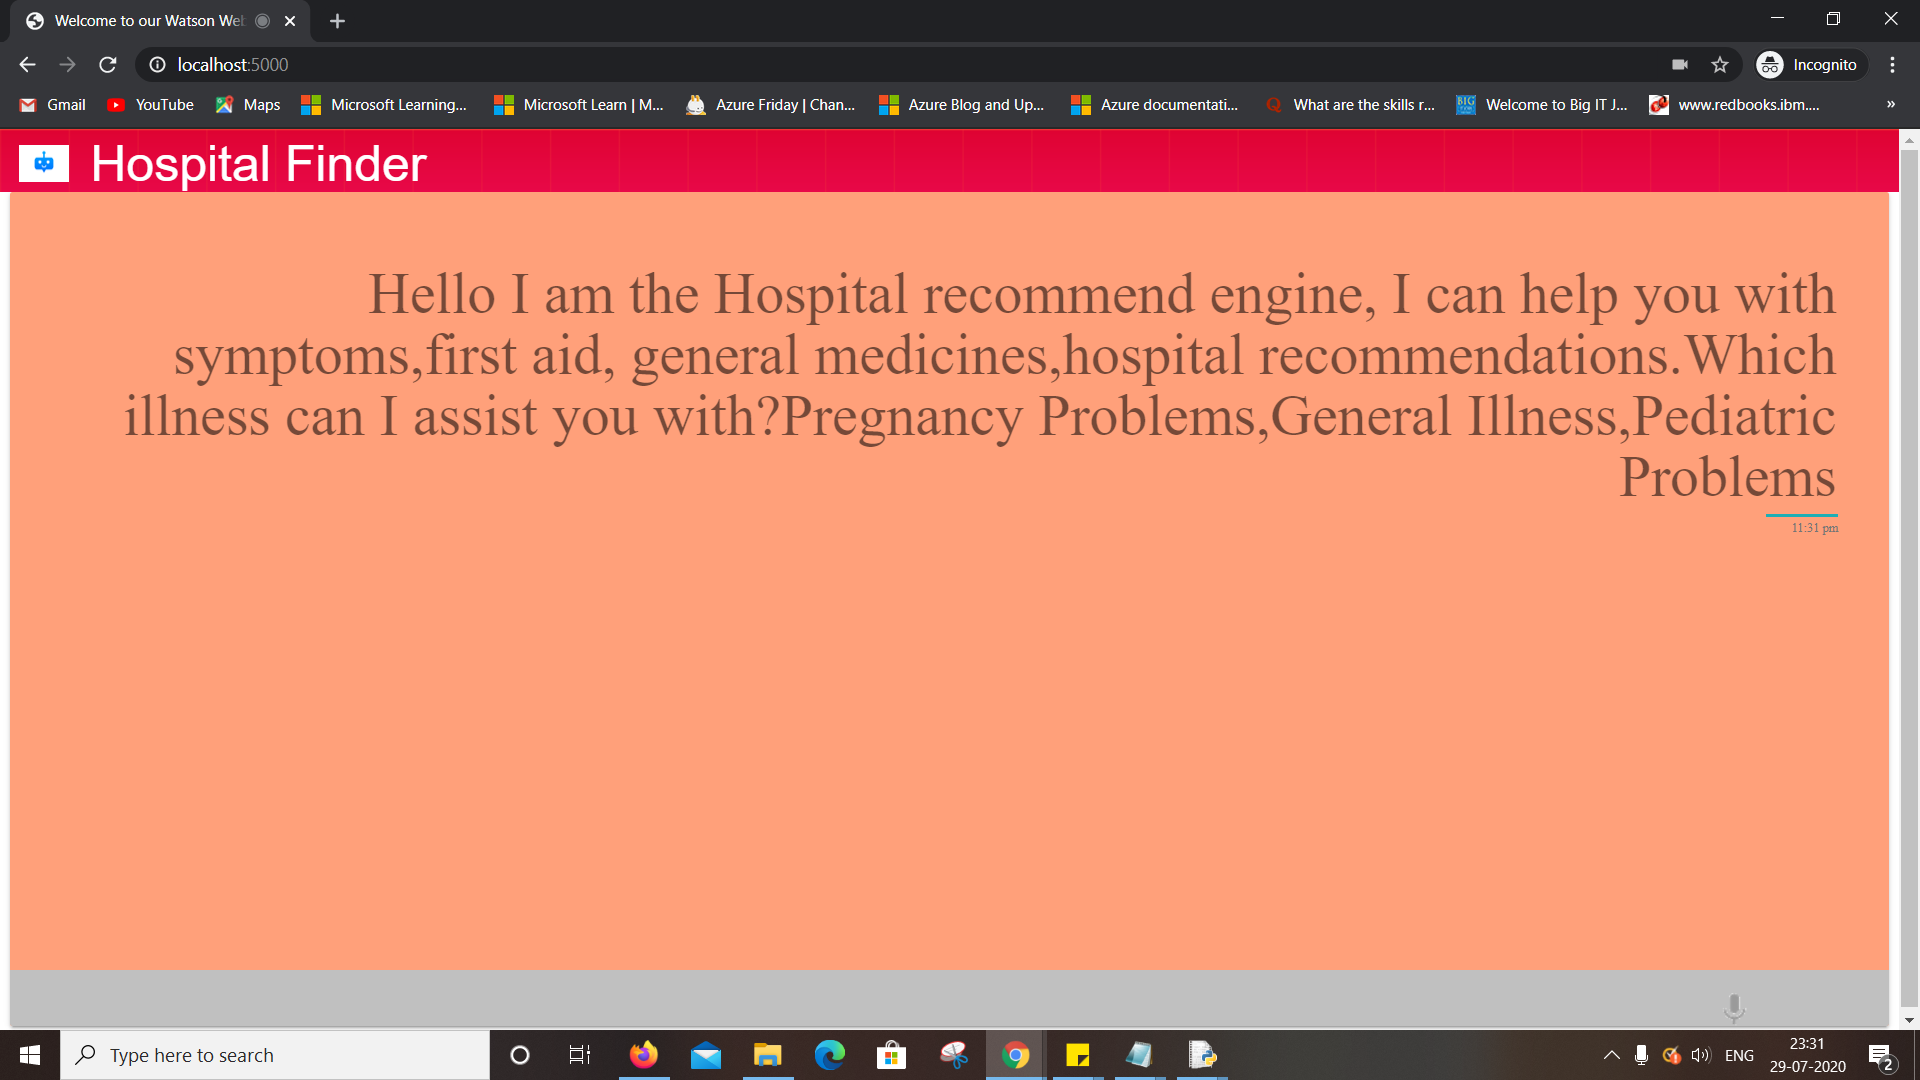 Welcome to our Watson Web
localhost:5000
Incognito
Gmail
YouTube
Maps
Microsoft Learning...
Microsoft Learn | M...
Azure Friday | Chan...
Azure Blog and Up...
Azure documentati...
Q
What are the skills r...
BIG
Welcome to Big IT J...
www.redbooks.ibm....
»
Hospital Finder
Hello I am the Hospital recommend engine, I can help you with
symptoms,first aid, general medicines,hospital recommendations.Which
illness can I assist you with?Pregnancy Problems,General Illness,Pediatric
Problems
11:31 pm
Type here to search
ENG
23:31
29-07-2020
2